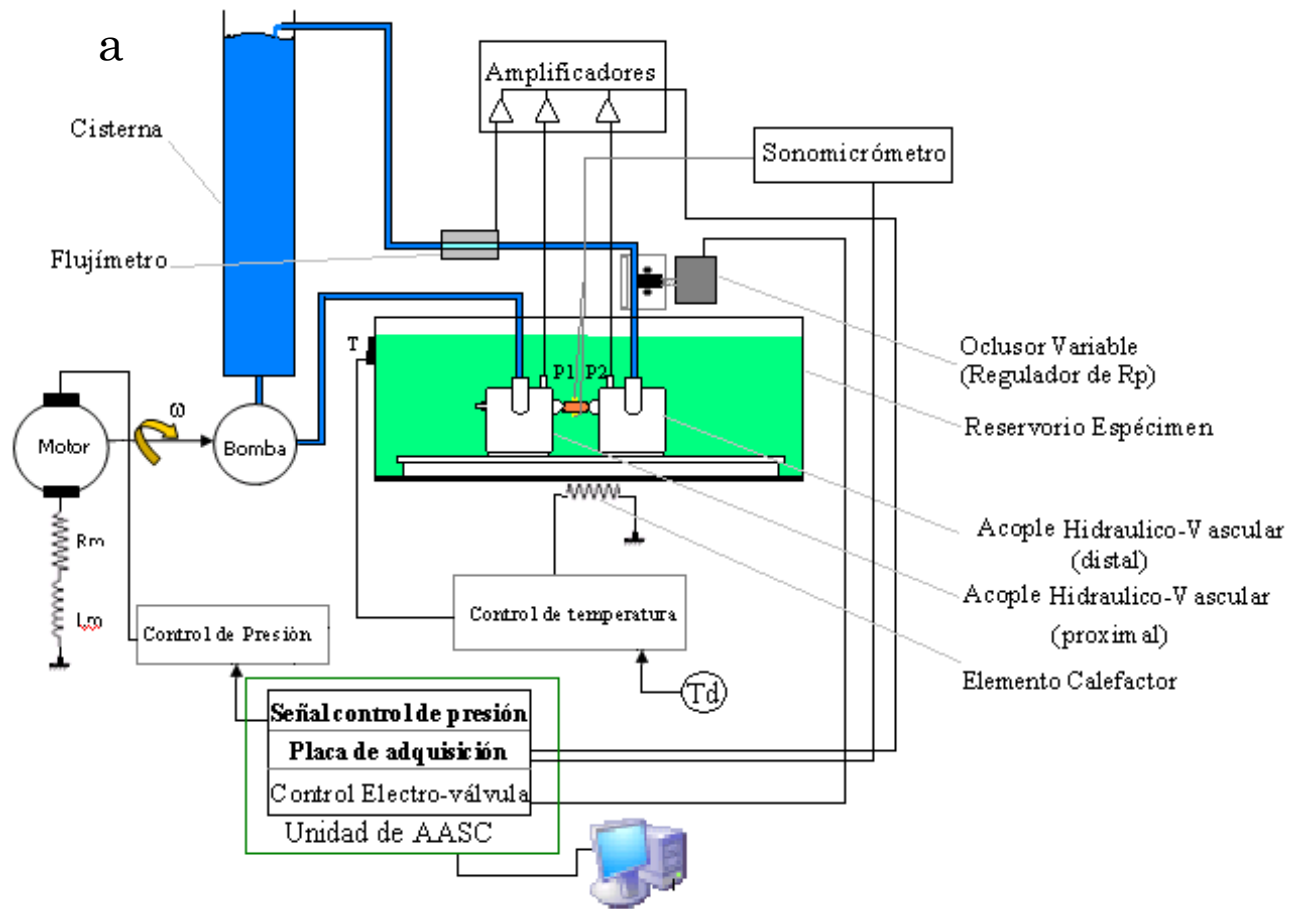 a
Amplificadores
Cisterna
Sonomicrómetro
Flujímetro
T
P1 P2
Oclusor Variable
(Regulador de Rp)
Reservorio Espécimen
ω
Motor
Bomba
Rm
Lm
Acople Hidraulico-Vascular
(distal)
Acople Hidraulico-Vascular
(proximal)
Elemento Calefactor
Control de Presión
Control de temperatura
Td
Señal control de presión
Placa de adquisición
Control Electro-válvula
Unidad de AASC